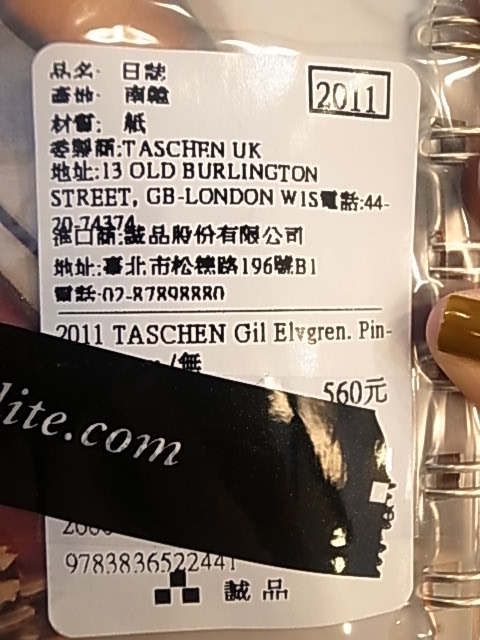 品名: 日誌
2011
產地: 南韓
材質: 紙
委製商:TASCHEN UK
地址:13 OLD BURLINGTON
STREET, GB-LONDON W1S電話:44-
20-74374
進口商:誠品股份有限公司
地址:臺北市松德路196號B1
電話:02-87898880
2011 TASCHEN Gil Elvgren. Pin-
/無
560元
lite.com
9783836522441
誠品